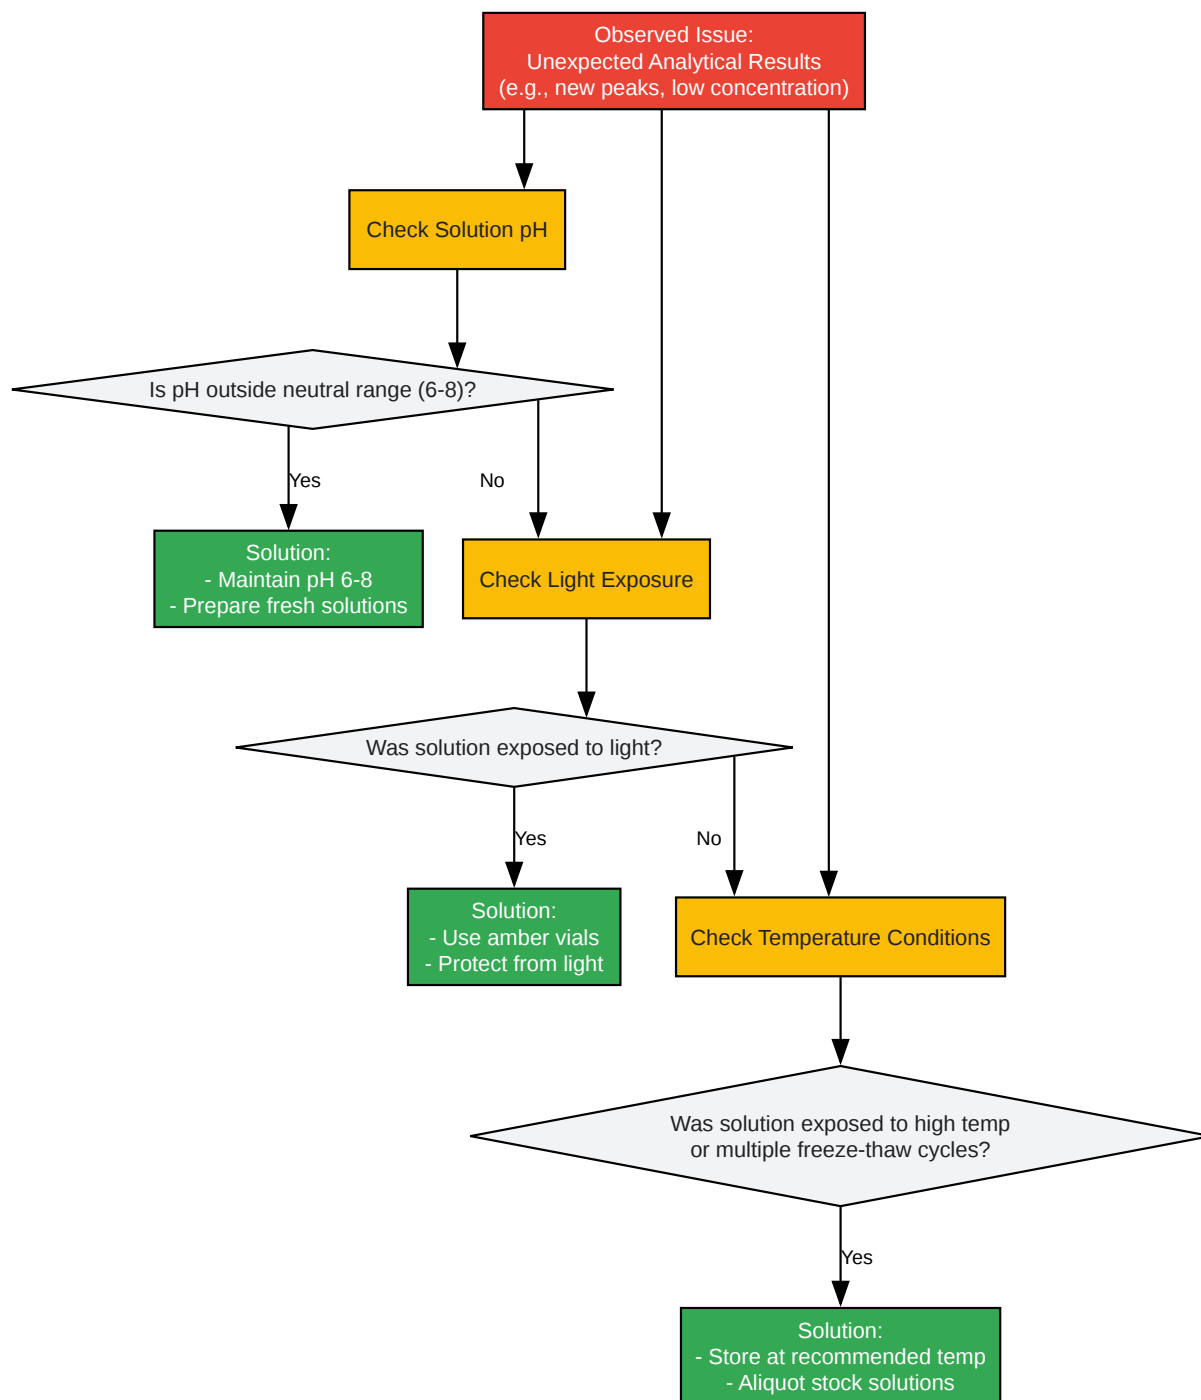 Observed Issue:
Unexpected Analytical Results
(e.g., new peaks, low concentration)
Check Solution pH
Is pH outside neutral range (6-8)?
Yes
No
Solution:
- Maintain pH 6-8
- Prepare fresh solutions
Check Light Exposure
Was solution exposed to light?
Yes
No
Solution:
- Use amber vials
- Protect from light
Check Temperature Conditions
Was solution exposed to high temp
or multiple freeze-thaw cycles?
Yes
Solution:
- Store at recommended temp
- Aliquot stock solutions